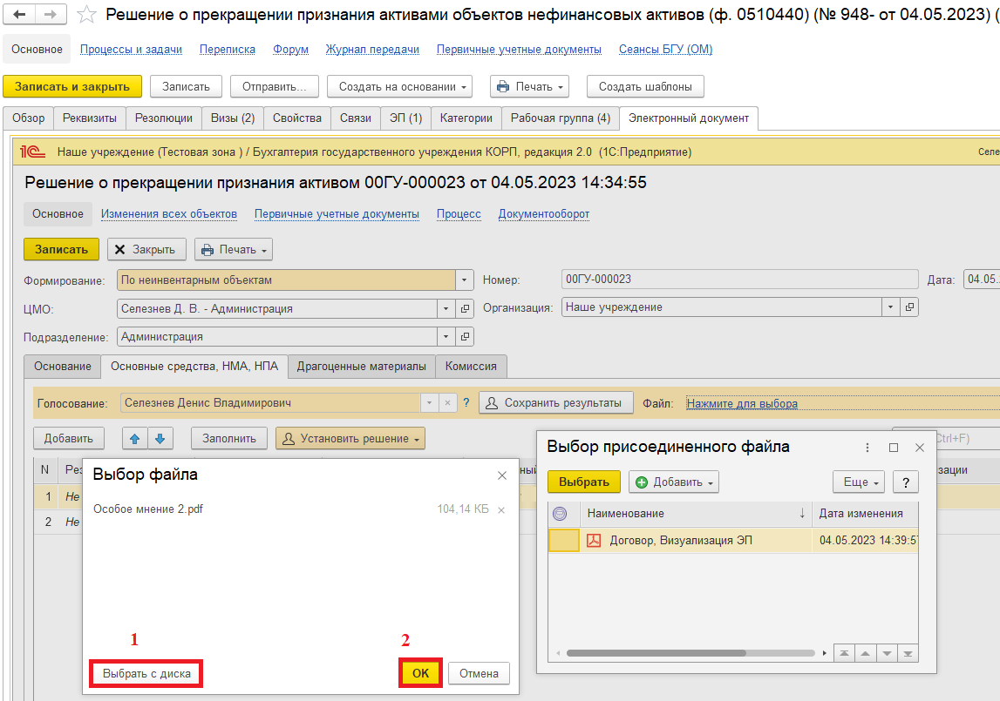 Решение о прекращении признания активами объектов нефинансовых активов (ф. 0510440) (№ 948- от 04.05.2023) (
Основное Процессы и задачи Переписка Форум Журнал передачи Первичные учетные документы Сеансы БГУ (ОМ)
Записать и закрыть Записать Отправить... Создать на основании Печать Создать шаблоны
Обзор Реквизиты Резолюции Визы (2) Свойства Связи ЭП (1) Категории Рабочая группа (4) Электронный документ
1С Наше учреждение (Тестовая зона ) / Бухгалтерия государственного учреждения КОРП, редакция 2.0 (1С:Предприятие) Селе
Решение о прекращении признания активом 00ГУ-000023 от 04.05.2023 14:34:55
Основное Изменения всех объектов Первичные учетные документы Процесс Документооборот
Записать Закрыть Печать
Формирование: По неинвентарным объектам Номер: 00ГУ-000023 Дата: 04.05.
ЦМО: Селезнев Д. В. - Администрация Организация: Наше учреждение
Подразделение: Администрация
Основание Основные средства, НМА, НПА Драгоценные материалы Комиссия
Голосование: Селезнев Денис Владимирович ? Сохранить результаты Файл: Нажмите для выбора
Добавить Заполнить Установить решение Ctrl+F)
N Рез ный зации
1 Не
2 Не
Выбор файла
Особое мнение 2.pdf 104,14 КБ
1 2
Выбрать с диска ОК Отмена
Выбор присоединенного файла
Выбрать Добавить Еще ?
Наименование Дата изменения
Договор, Визуализация ЭП 04.05.2023 14:39:57